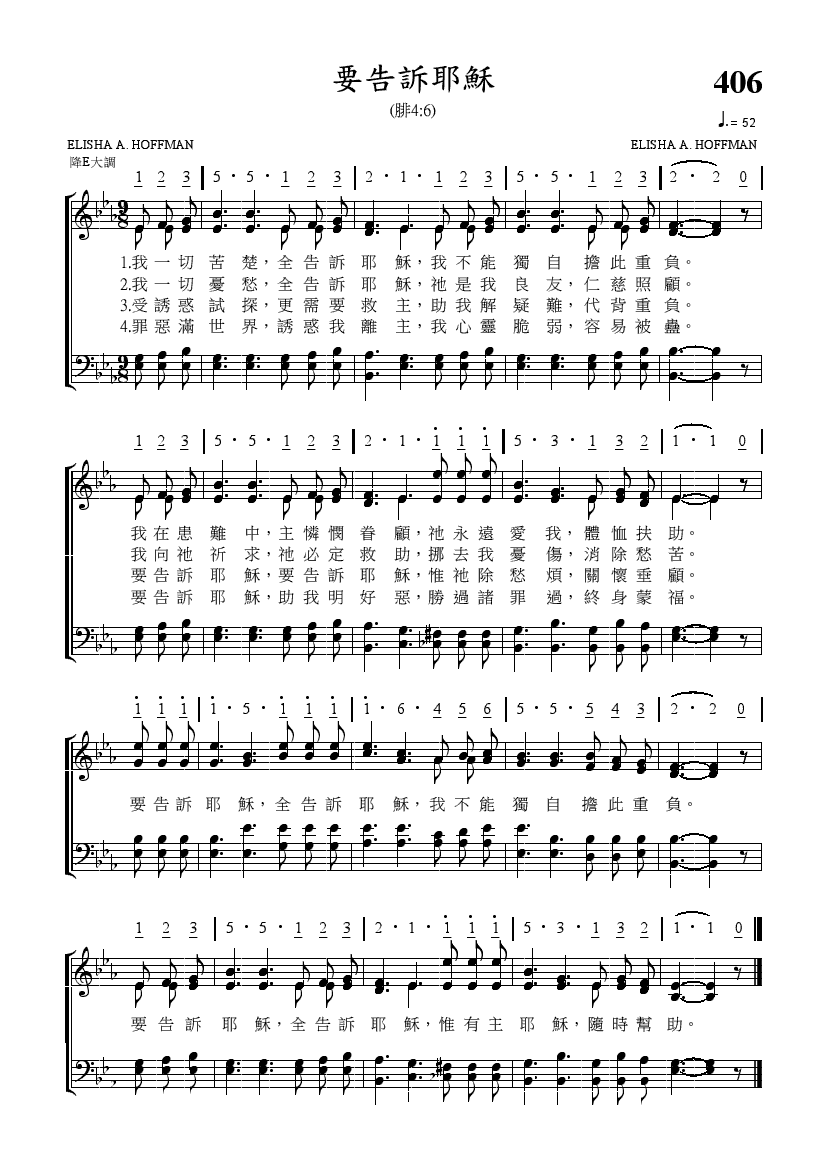 要告訴耶穌
406
(腓4:6)
♩.= 52
ELISHA A. HOFFMAN
ELISHA A. HOFFMAN
降E大調
1 2 3 | 5 · 5 · 1 2 3 | 2 · 1 · 1 2 3 | 5 · 5 · 1 2 3 | 2 · 2 0 |
1.我一切苦楚，全告訴耶穌，我不能獨自擔此重負。
2.我一切憂愁，全告訴耶穌，祂是我良友，仁慈照顧。
3.受誘惑試探，更需要救主，助我解疑難，代背重負。
4.罪惡滿世界，誘惑我離主，我心靈脆弱，容易被蠱。
1 2 3 | 5 · 5 · 1 2 3 | 2 · 1 · i i i | 5 · 3 · 1 3 2 | 1 · 1 0 |
我在患難中，主憐憫眷顧，祂永遠愛我，體恤扶助。
我向祂祈求，祂必定救助，挪去我憂傷，消除愁苦。
要告訴耶穌，要告訴耶穌，惟祂除愁煩，關懷垂顧。
要告訴耶穌，助我明好惡，勝過諸罪過，終身蒙福。
i i i | i · 5 · i i i | i · 6 · 4 5 6 | 5 · 5 · 5 4 3 | 2 · 2 0 |
要告訴耶穌，全告訴耶穌，我不能獨自擔此重負。
1 2 3 | 5 · 5 · 1 2 3 | 2 · 1 · i i i | 5 · 3 · 1 3 2 | 1 · 1 0
要告訴耶穌，全告訴耶穌，惟有主耶穌，隨時幫助。